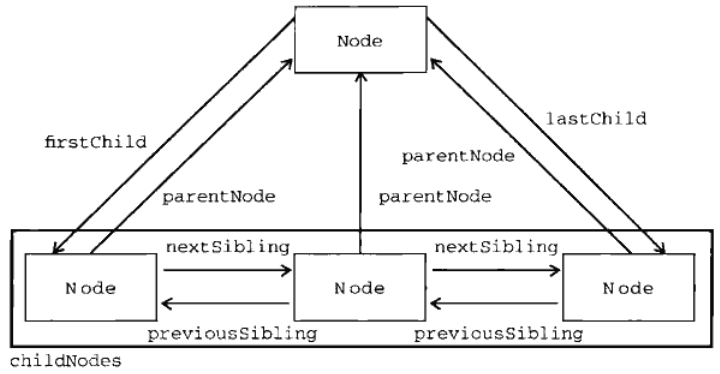 Node
firstChild
lastChild
parentNode
parentNode
parentNode
nextSibling
nextSibling
Node
Node
Node
previousSibling
previousSibling
childNodes